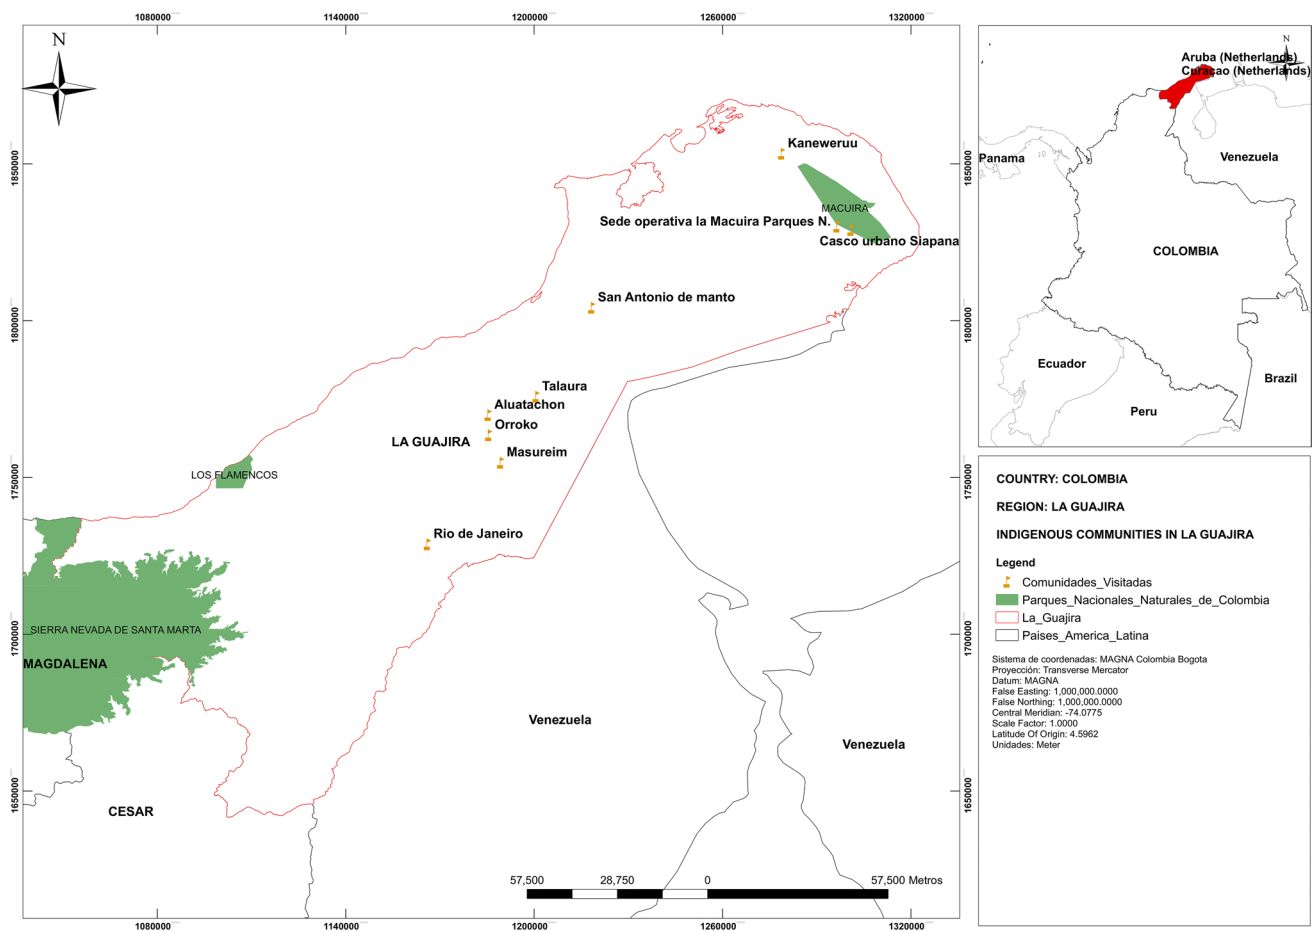 1080000
1140000
1200000
1260000
1320000
N
1850000
1850000
Kaneweruu
MACUIRA
Sede operativa la Macuira Parques N.
Casco urbano Siapana
San Antonio de manto
1800000
1800000
Talaura
Aluatachon
Orroko
LA GUAJIRA
Masureim
LOS FLAMENCOS
1750000
1750000
Rio de Janeiro
SIERRA NEVADA DE SANTA MARTA
1700000
1700000
MAGDALENA
Venezuela
Venezuela
1650000
1650000
CESAR
57,500 28,750 0 57,500 Metros
1080000
1140000
1200000
1260000
1320000
N
Aruba (Netherlands)
Curaçao (Netherlands)
Panama
Venezuela
COLOMBIA
Ecuador
Brazil
Peru
COUNTRY: COLOMBIA
REGION: LA GUAJIRA
INDIGENOUS COMMUNITIES IN LA GUAJIRA
Legend
Comunidades_Visitadas
Parques_Nacionales_Naturales_de_Colombia
La_Guajira
Paises_America_Latina
Sistema de coordenadas: MAGNA Colombia Bogota
Proyección: Transverse Mercator
Datum: MAGNA
False Easting: 1,000,000.0000
False Northing: 1,000,000.0000
Central Meridian: -74.0775
Scale Factor: 1.0000
Latitude Of Origin: 4.5962
Unidades: Meter